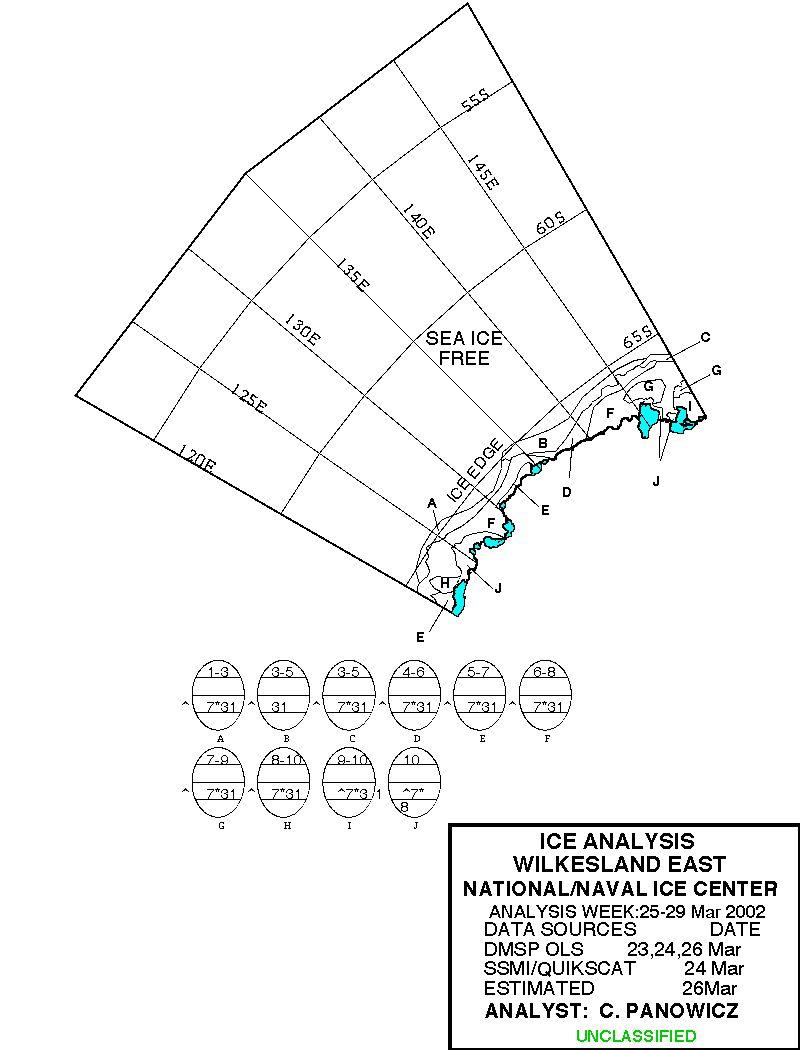 55S
145E
140E
60S
135E
130E
SEA ICE
FREE
65S
C
G
G
I
125E
F
B
ICE EDGE
120E
J
D
A
E
F
H
J
E
1-3
^ 7*31
A
3-5
^ 31
B
3-5
^ 7*31
C
4-6
^ 7*31
D
5-7
^ 7*31
E
6-8
^ 7*31
F
7-9
^ 7*31
G
8-10
^ 7*31
H
9-10
^7*31
I
10
^7*
8
J
ICE ANALYSIS
WILKESLAND EAST
NATIONAL/NAVAL ICE CENTER
ANALYSIS WEEK:25-29 Mar 2002
DATA SOURCES DATE
DMSP OLS 23,24,26 Mar
SSMI/QUIKSCAT 24 Mar
ESTIMATED 26Mar
ANALYST: C. PANOWICZ
UNCLASSIFIED